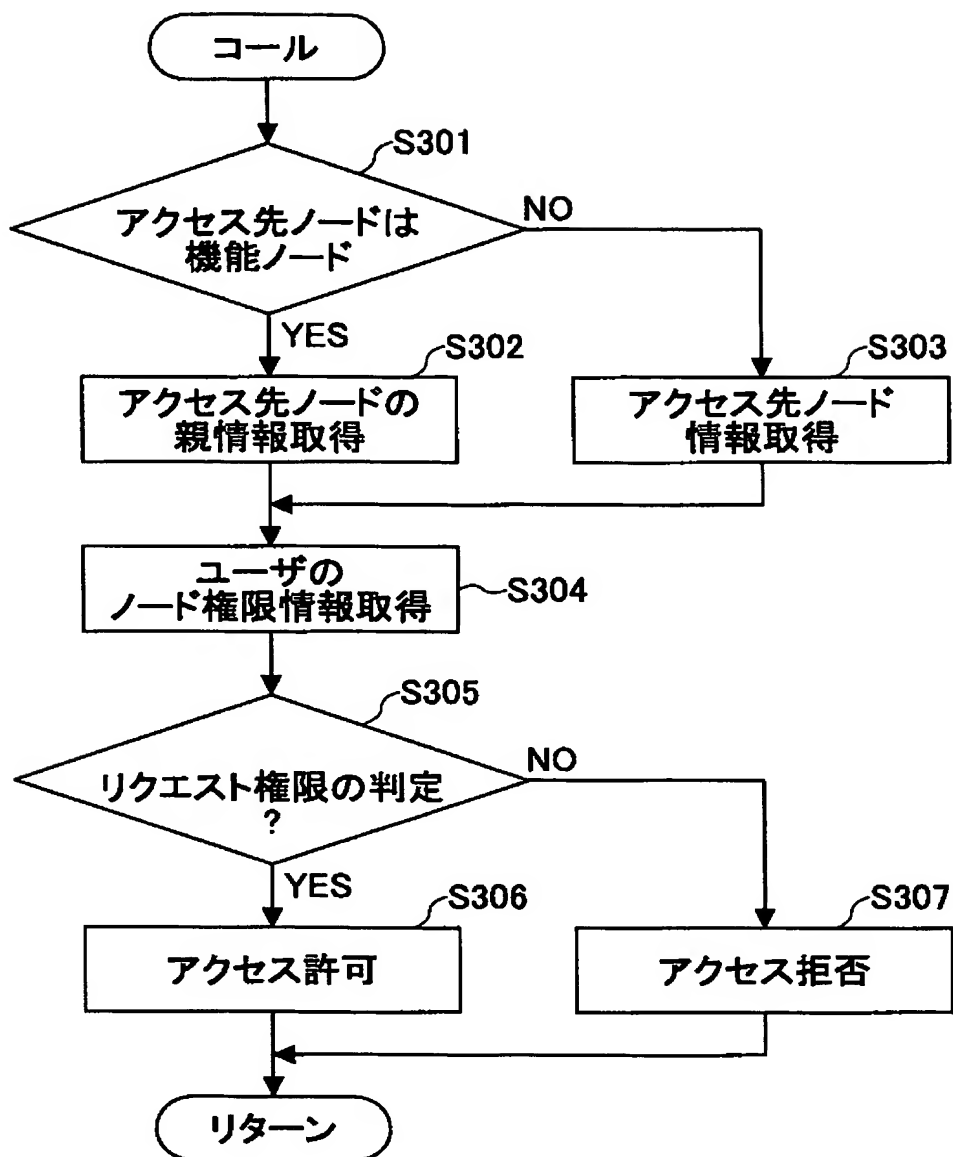 コール
S301
アクセス先ノードは
機能ノード
NO
YES
S302
アクセス先ノードの
親情報取得
S303
アクセス先ノード
情報取得
ユーザの
ノード権限情報取得
S304
S305
リクエスト権限の判定
?
NO
YES
S306
アクセス許可
S307
アクセス拒否
リターン